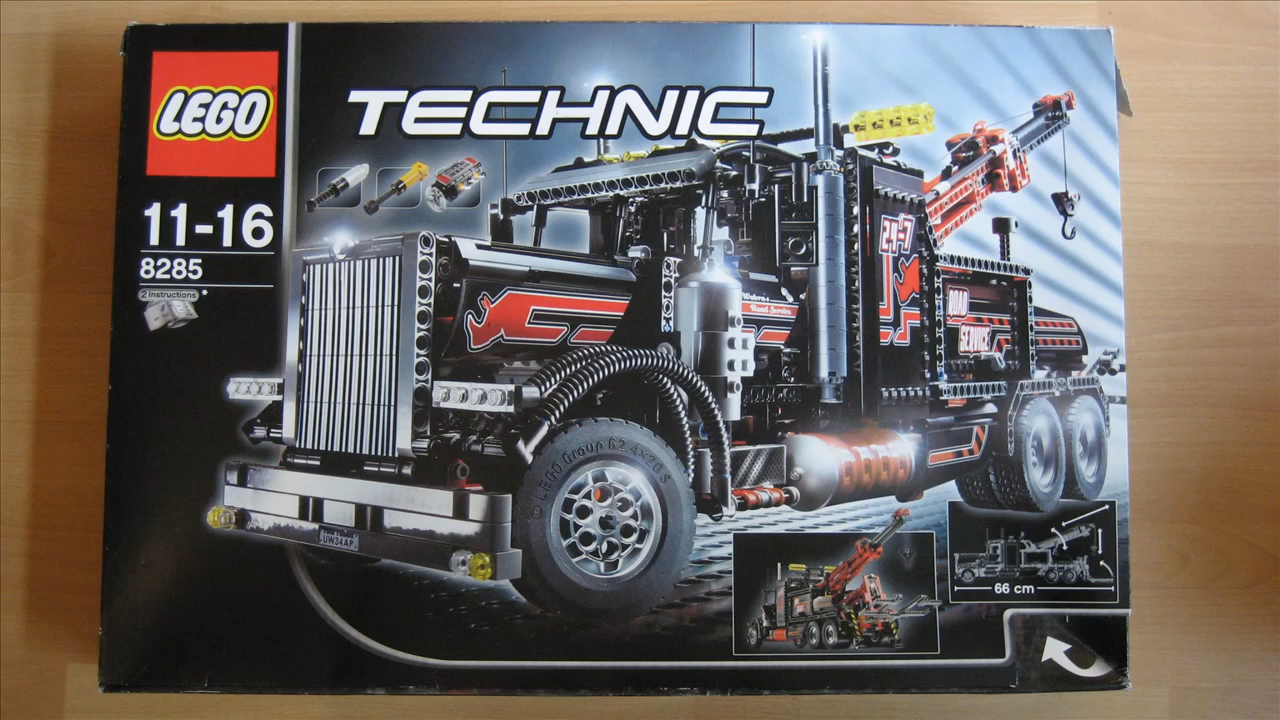 LEGO
TECHNIC
11-16
8285
2 instructions
24-7
Road Service
ROAD
SERVICE
© LEGO Group 62.4x20 S
UW34AP
66 cm